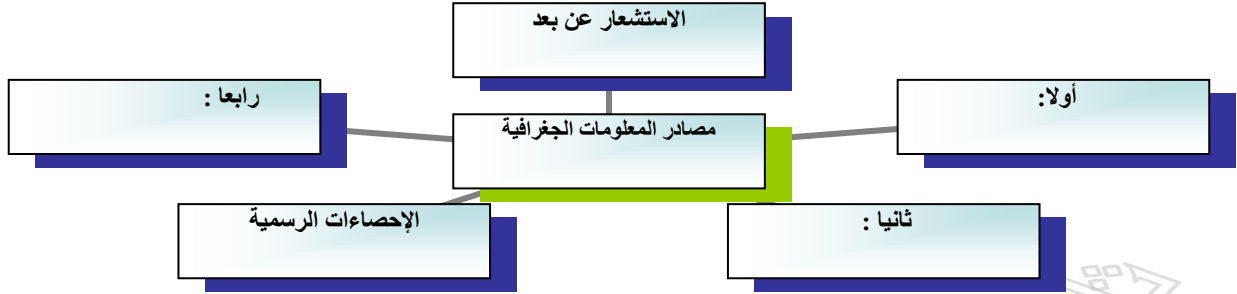 الاستشعار عن بعد
أولا:
رابعا :
مصادر المعلومات الجغرافية
ثانيا :
الإحصاءات الرسمية